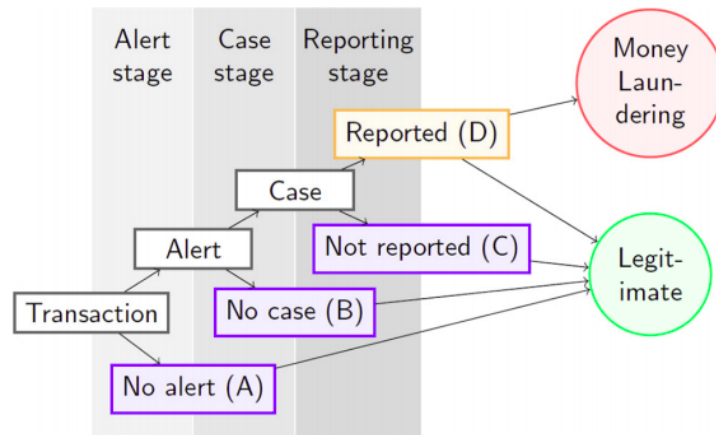 Alert
stage
Case
stage
Reporting
stage
Money
Laun-
dering
Reported (D)
Case
Not reported (C)
Alert
Legit-
imate
No case (B)
Transaction
No alert (A)